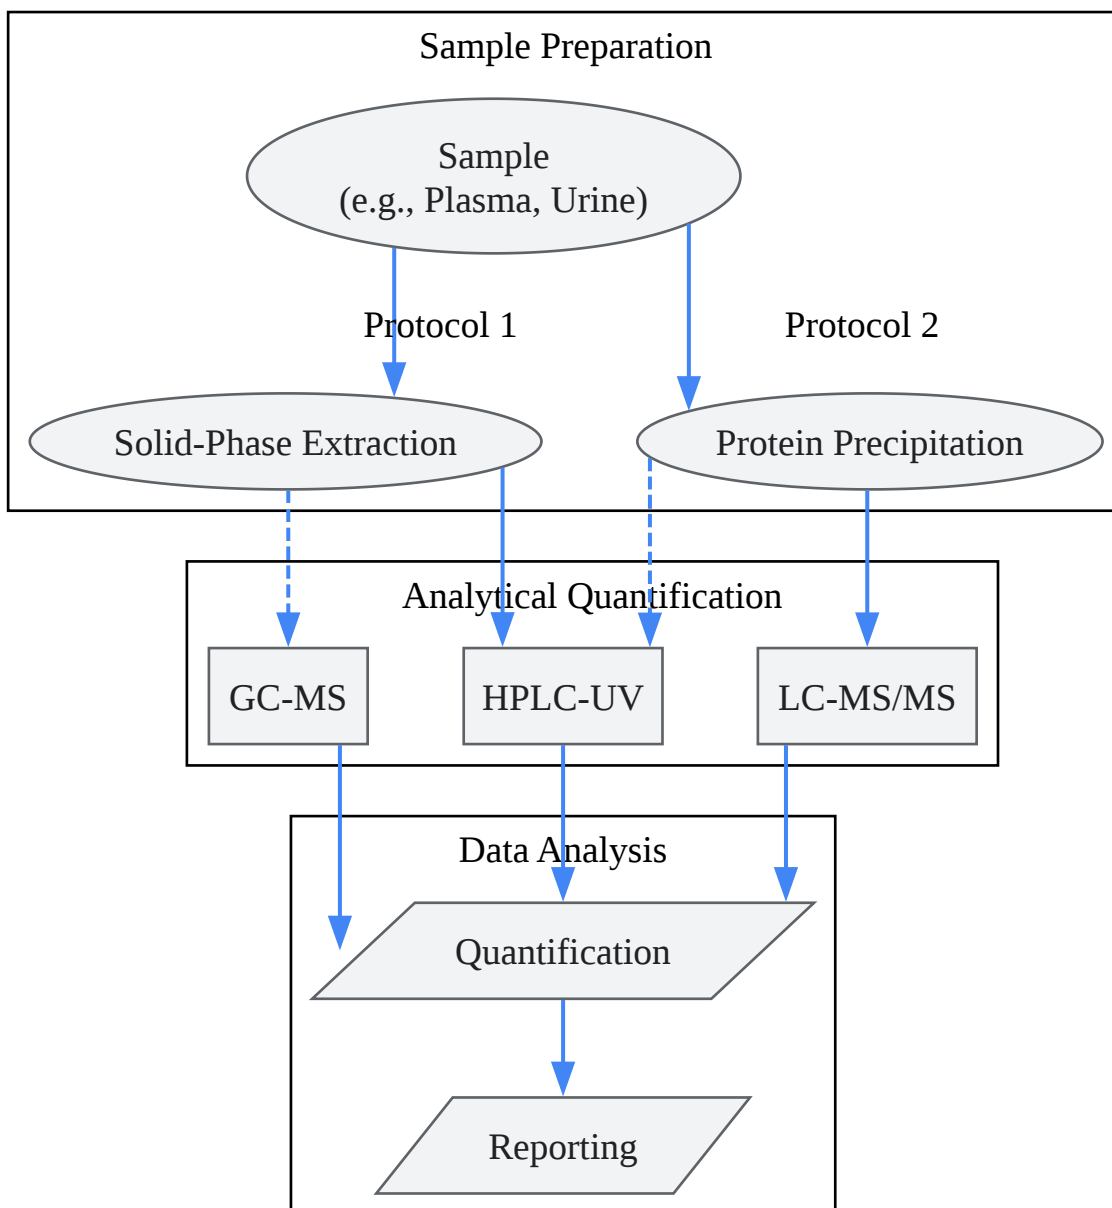 Sample Preparation
Sample
(e.g., Plasma, Urine)
Protocol 1
Protocol 2
Solid-Phase Extraction
Protein Precipitation
Analytical Quantification
GC-MS
HPLC-UV
LC-MS/MS
Data Analysis
Quantification
Reporting